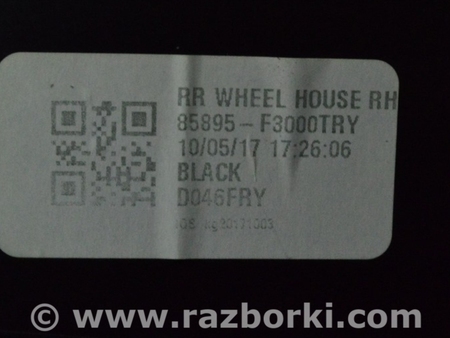 RR WHEEL HOUSE RH
85895-F3000TRY
10/05/17 17:26:06
BLACK
D046FRY
© www.razborki.com